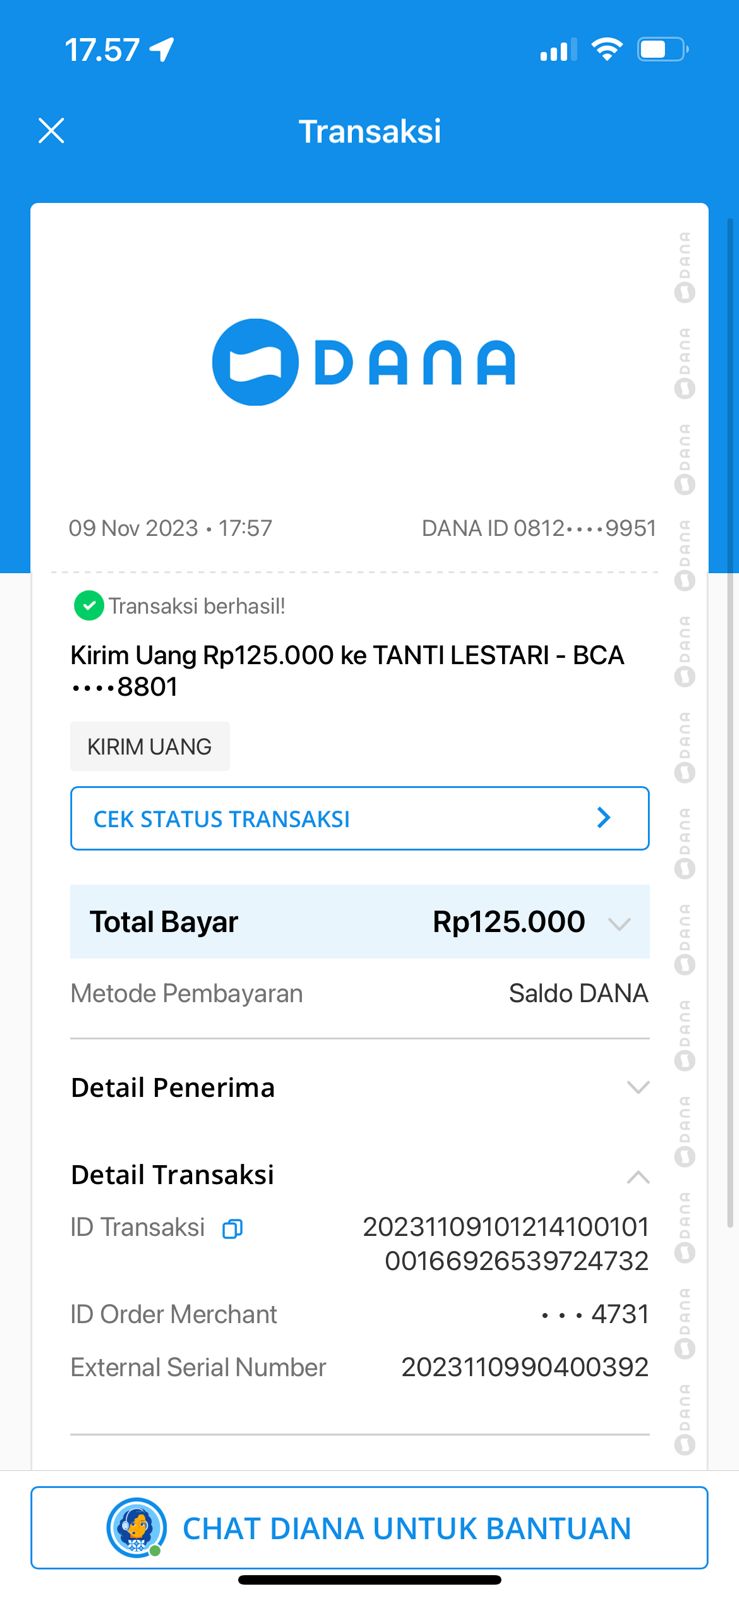 17.57
Transaksi
DANA
09 Nov 2023 • 17:57
DANA ID 0812••••9951
Transaksi berhasil!
Kirim Uang Rp125.000 ke TANTI LESTARI - BCA
••••8801
KIRIM UANG
CEK STATUS TRANSAKSI
Total Bayar Rp125.000
Metode Pembayaran Saldo DANA
Detail Penerima
Detail Transaksi
ID Transaksi 20231109101214100101
00166926539724732
ID Order Merchant • • • 4731
External Serial Number 2023110990400392
CHAT DIANA UNTUK BANTUAN
DANA
DANA
DANA
DANA
DANA
DANA
DANA
DANA
DANA
DANA
DANA
DANA
DANA